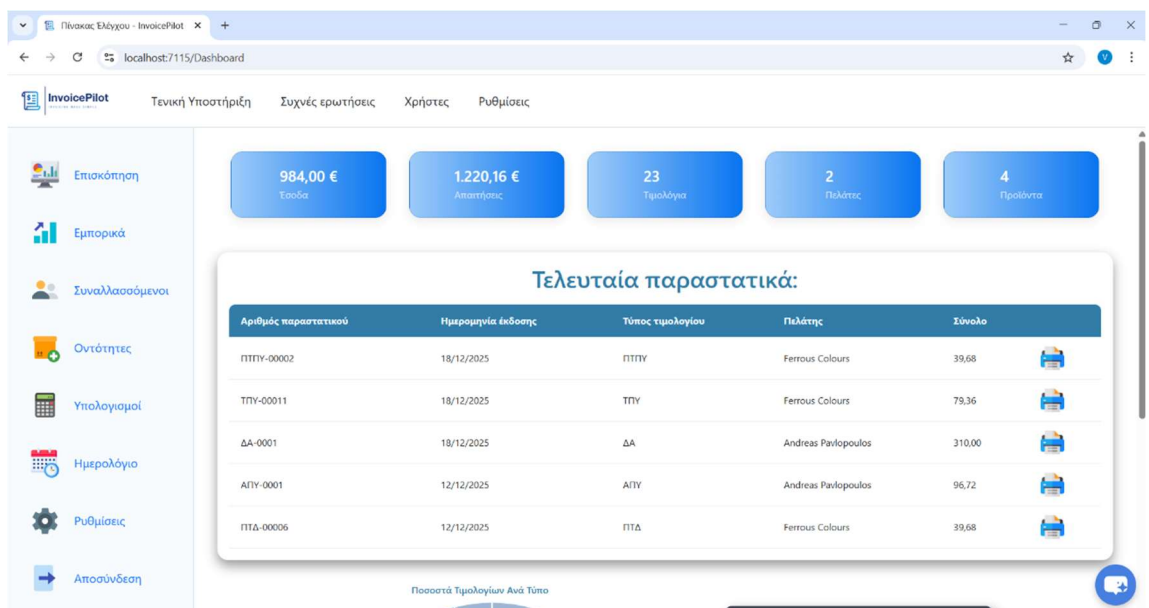 Πίνακας Ελέγχου - InvoicePilot
localhost:7115/Dashboard
V
InvoicePilot
Τενική Υποστήριξη
Συχνές ερωτήσεις
Χρήστες
Ρυθμίσεις
Επισκόπηση
Εμπορικά
Συναλλασσόμενοι
Οντότητες
Υπολογισμοί
Ημερολόγιο
Ρυθμίσεις
Αποσύνδεση
984,00 €
Έσοδα
1.220,16 €
Απαιτήσεις
23
Τιμολόγια
2
Πελάτες
4
Προϊόντα
Τελευταία παραστατικά:
Αριθμός παραστατικού Ημερομηνία έκδοσης Τύπος τιμολογίου Πελάτης Σύνολο
ΠΤΠΥ-00002 18/12/2025 ΠΤΠΥ Ferrous Colours 39,68
ΤΠΥ-00011 18/12/2025 ΤΠΥ Ferrous Colours 79,36
ΔΑ-0001 18/12/2025 ΔΑ Andreas Pavlopoulos 310,00
ΑΠΥ-0001 12/12/2025 ΑΠΥ Andreas Pavlopoulos 96,72
ΠΤΔ-00006 12/12/2025 ΠΤΔ Ferrous Colours 39,68
Ποσοστά Τιμολογίων Ανά Τύπο